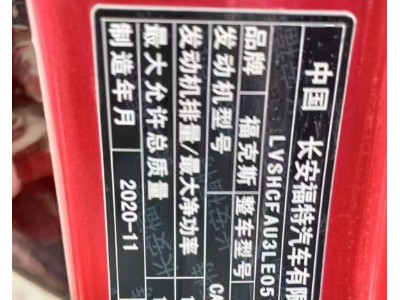 中国 长安福特汽车有限
LVSHCFAU3LE05
品牌 福克斯 整车型号
发动机型号 CA
发动机排量/最大净功率
最大允许总质量
制造年月 2020-11